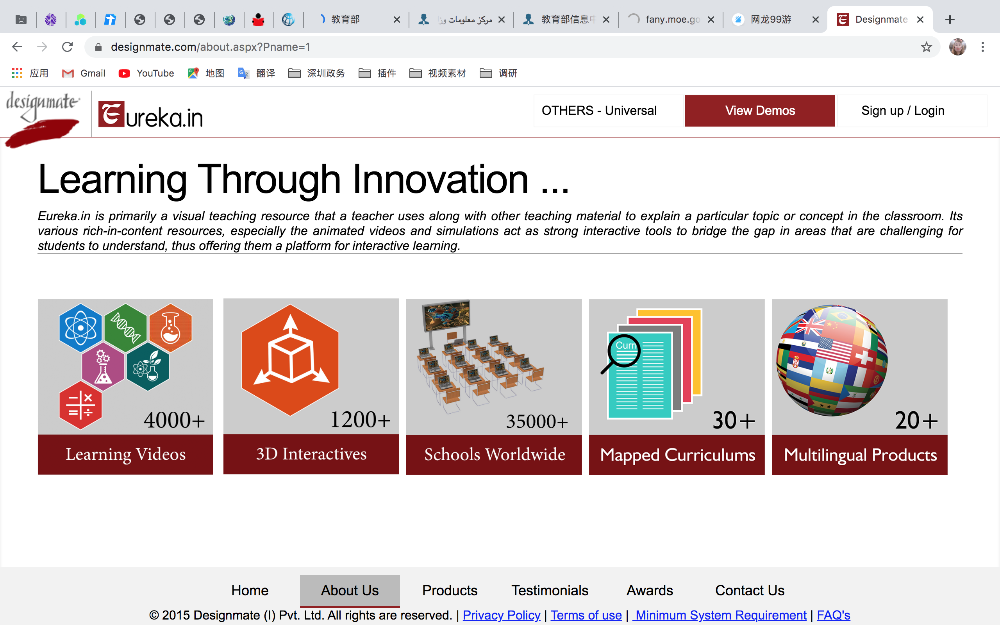 教育部
مركز معلومات وزا
教育部信息中
fany.moe.go
网龙99游
Designmate
designmate.com/about.aspx?Pname=1
应用
Gmail
YouTube
地图
翻译
深圳政务
插件
视频素材
调研
designmate
Eureka.in
OTHERS - Universal
View Demos
Sign up / Login
Learning Through Innovation ...
Eureka.in is primarily a visual teaching resource that a teacher uses along with other teaching material to explain a particular topic or concept in the classroom. Its
various rich-in-content resources, especially the animated videos and simulations act as strong interactive tools to bridge the gap in areas that are challenging for
students to understand, thus offering them a platform for interactive learning.
4000+
Learning Videos
1200+
3D Interactives
35000+
Schools Worldwide
Curri
30+
Mapped Curriculums
20+
Multilingual Products
Home
About Us
Products
Testimonials
Awards
Contact Us
© 2015 Designmate (I) Pvt. Ltd. All rights are reserved. | Privacy Policy | Terms of use | Minimum System Requirement | FAQ's